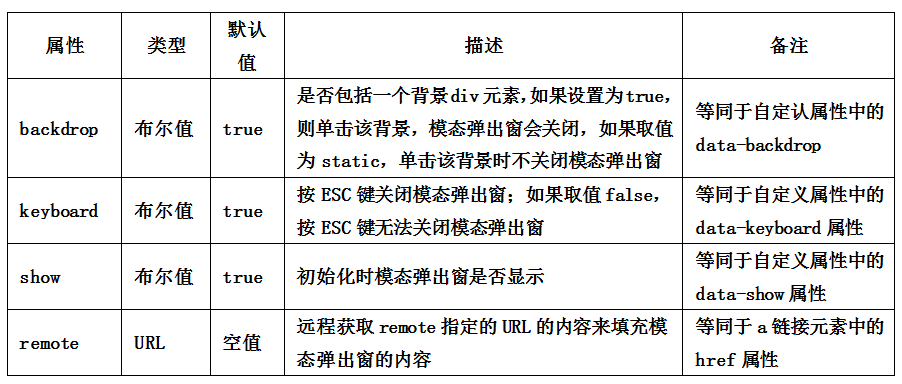 属性
类型
默认
值
描述
备注
backdrop
布尔值
true
是否包括一个背景div元素,如果设置为true,
则单击该背景，模态弹出窗会关闭，如果取值
为static，单击该背景时不关闭模态弹出窗
等同于自定认属性中的
data-backdrop
keyboard
布尔值
true
按 ESC 键关闭模态弹出窗；如果取值 false，
按 ESC 键无法关闭模态弹出窗
等同于自定义属性中的
data-keyboard 属性
show
布尔值
true
初始化时模态弹出窗是否显示
等同于自定义属性中的
data-show 属性
remote
URL
空值
远程获取 remote 指定的 URL 的内容来填充模
态弹出窗的内容
等同于 a 链接元素中的
href 属性